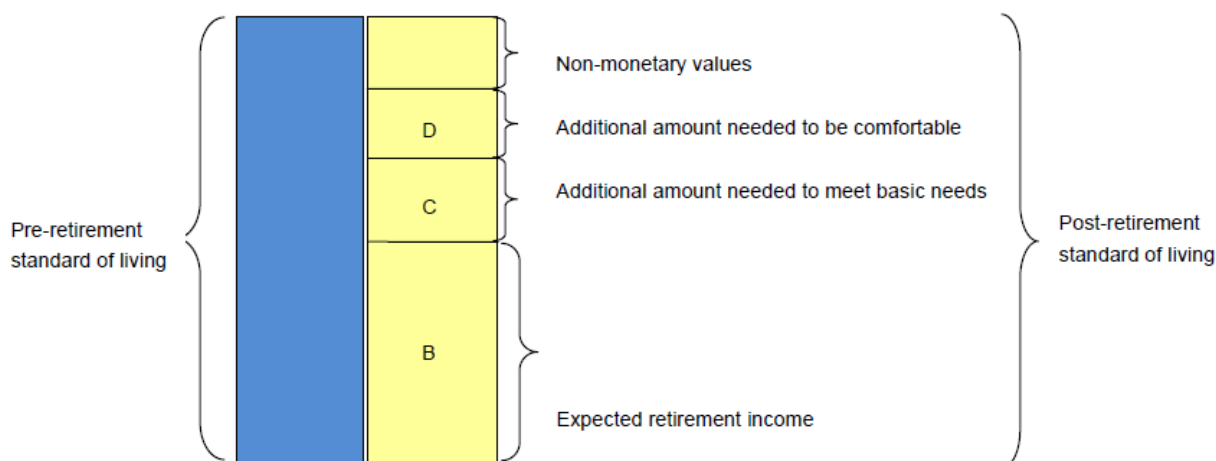 Non-monetary values
D
Additional amount needed to be comfortable
Additional amount needed to meet basic needs
C
Pre-retirement
standard of living
Post-retirement
standard of living
B
Expected retirement income